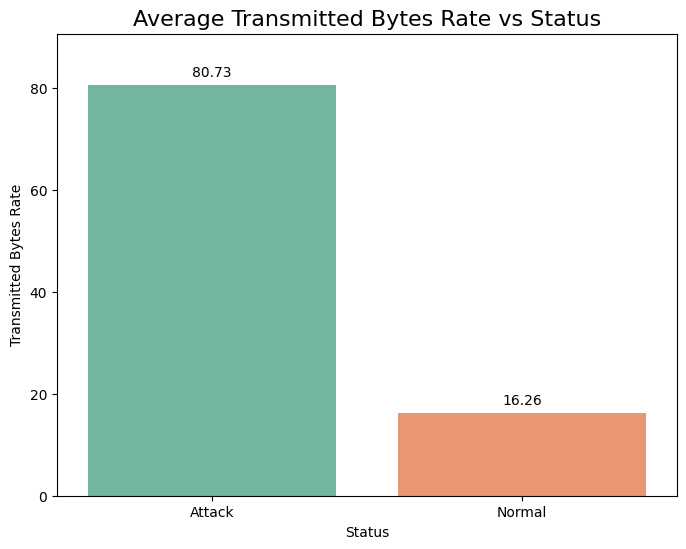 Average Transmitted Bytes Rate vs Status
Transmitted Bytes Rate
80
60
40
20
0
80.73
16.26
Attack
Normal
Status